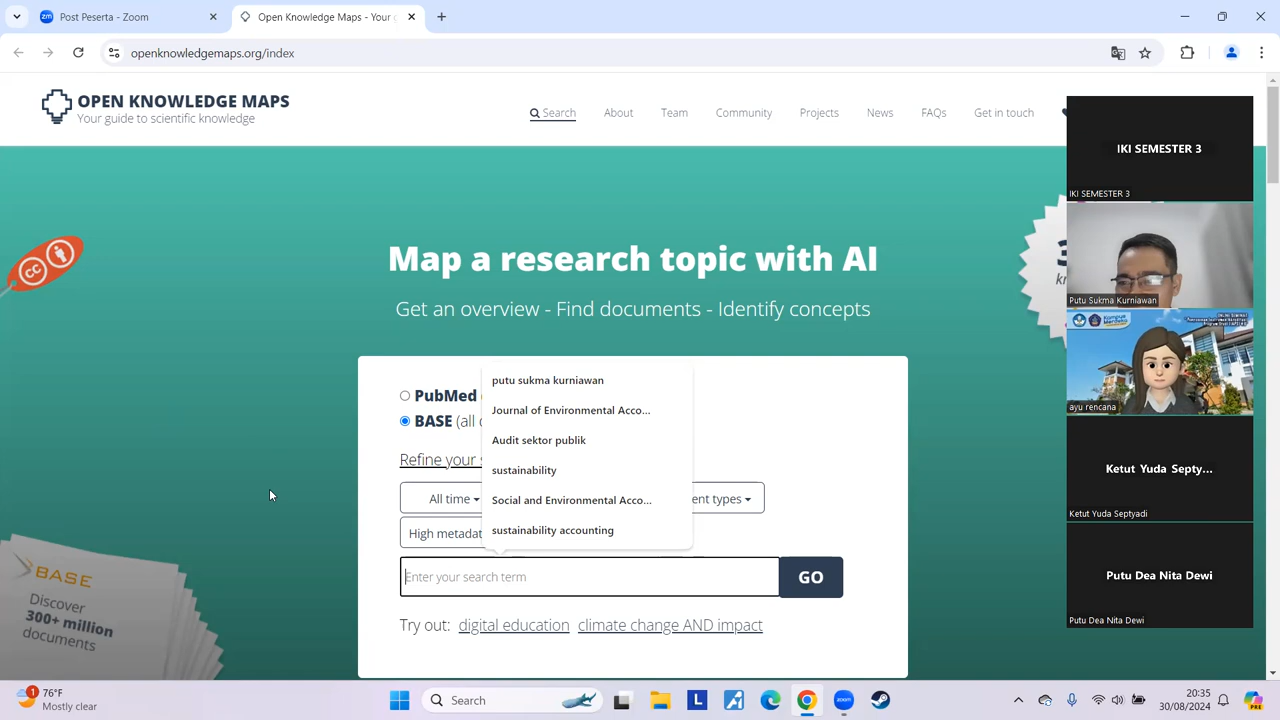 Post Peserta - Zoom
Open Knowledge Maps - Your g
openknowledgemaps.org/index
OPEN KNOWLEDGE MAPS
Your guide to scientific knowledge
Search
About
Team
Community
Projects
News
FAQs
Get in touch
Map a research topic with AI
Get an overview - Find documents - Identify concepts
PubMed
BASE (all d
Refine your s
All time
ent types
High metadat
putu sukma kurniawan
Journal of Environmental Acco...
Audit sektor publik
sustainability
Social and Environmental Acco...
sustainability accounting
Enter your search term
GO
Try out: digital education climate change AND impact
CC
BASE
Discover
300+ million
documents
IKI SEMESTER 3
IKI SEMESTER 3
Putu Sukma Kurniawan
ayu rencana
Ketut Yuda Septy...
Ketut Yuda Septyadi
Putu Dea Nita Dewi
Putu Dea Nita Dewi
1
76°F
Mostly clear
Search
20:35
30/08/2024